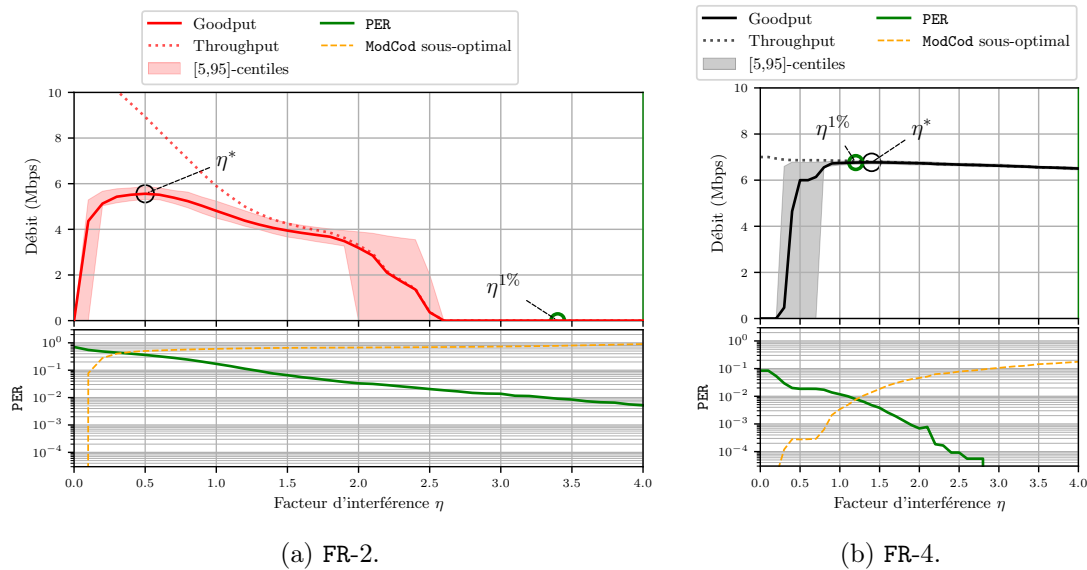 Goodput
Throughput
[5,95]-centiles
PER
ModCod sous-optimal
10
8
6
4
2
0
Débit (Mbps)
η*
η1%
10⁰
10⁻¹
10⁻²
10⁻³
10⁻⁴
PER
0.0 0.5 1.0 1.5 2.0 2.5 3.0 3.5 4.0
Facteur d'interférence η
(a) FR-2.
Goodput
Throughput
[5,95]-centiles
PER
ModCod sous-optimal
10
8
6
4
2
0
Débit (Mbps)
η1%
η*
10⁰
10⁻¹
10⁻²
10⁻³
10⁻⁴
PER
0.0 0.5 1.0 1.5 2.0 2.5 3.0 3.5 4.0
Facteur d'interférence η
(b) FR-4.